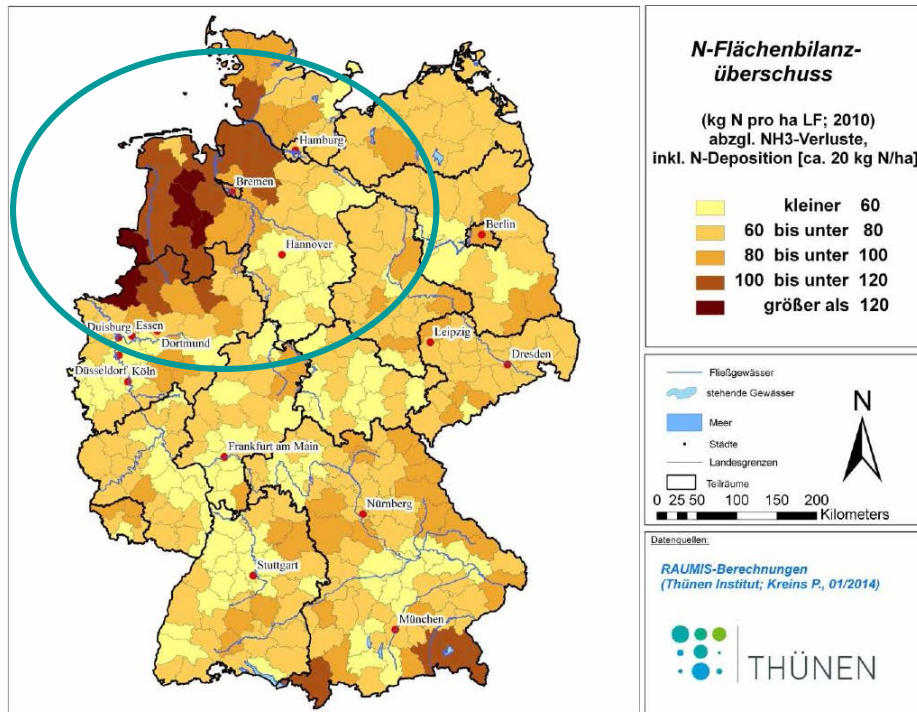 N-Flächenbilanz-
überschuss
(kg N pro ha LF; 2010)
abzgl. NH3-Verluste,
inkl. N-Deposition [ca. 20 kg N/ha]
kleiner 60
60 bis unter 80
80 bis unter 100
100 bis unter 120
größer als 120
Hamburg
Bremen
Berlin
Hannover
Duisburg
Essen
Dortmund
Leipzig
Dresden
Düsseldorf
Köln
Frankfurt am Main
Nürnberg
Stuttgart
München
Fließgewässer
stehende Gewässer
Meer
Städte
Landesgrenzen
Teilräume
N
0 25 50 100 150 200
Kilometers
Datenquellen:
RAUMIS-Berechnungen
(Thünen Institut; Kreins P., 01/2014)
THÜNEN